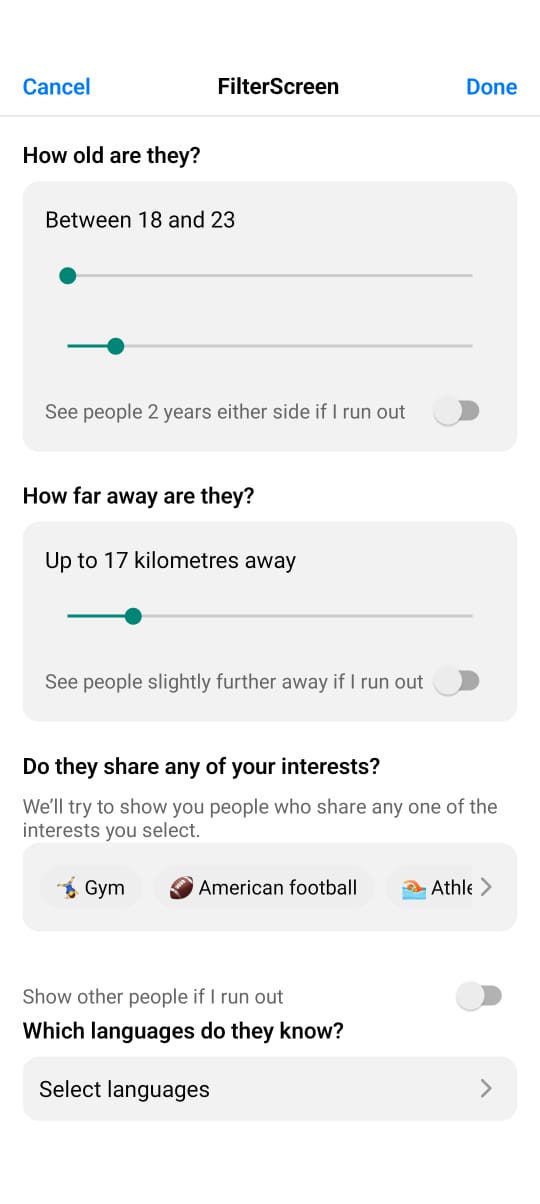 Cancel FilterScreen Done
How old are they?
Between 18 and 23
See people 2 years either side if I run out
How far away are they?
Up to 17 kilometres away
See people slightly further away if I run out
Do they share any of your interests?
We’ll try to show you people who share any one of the
interests you select.
Gym American football Athle
Show other people if I run out
Which languages do they know?
Select languages